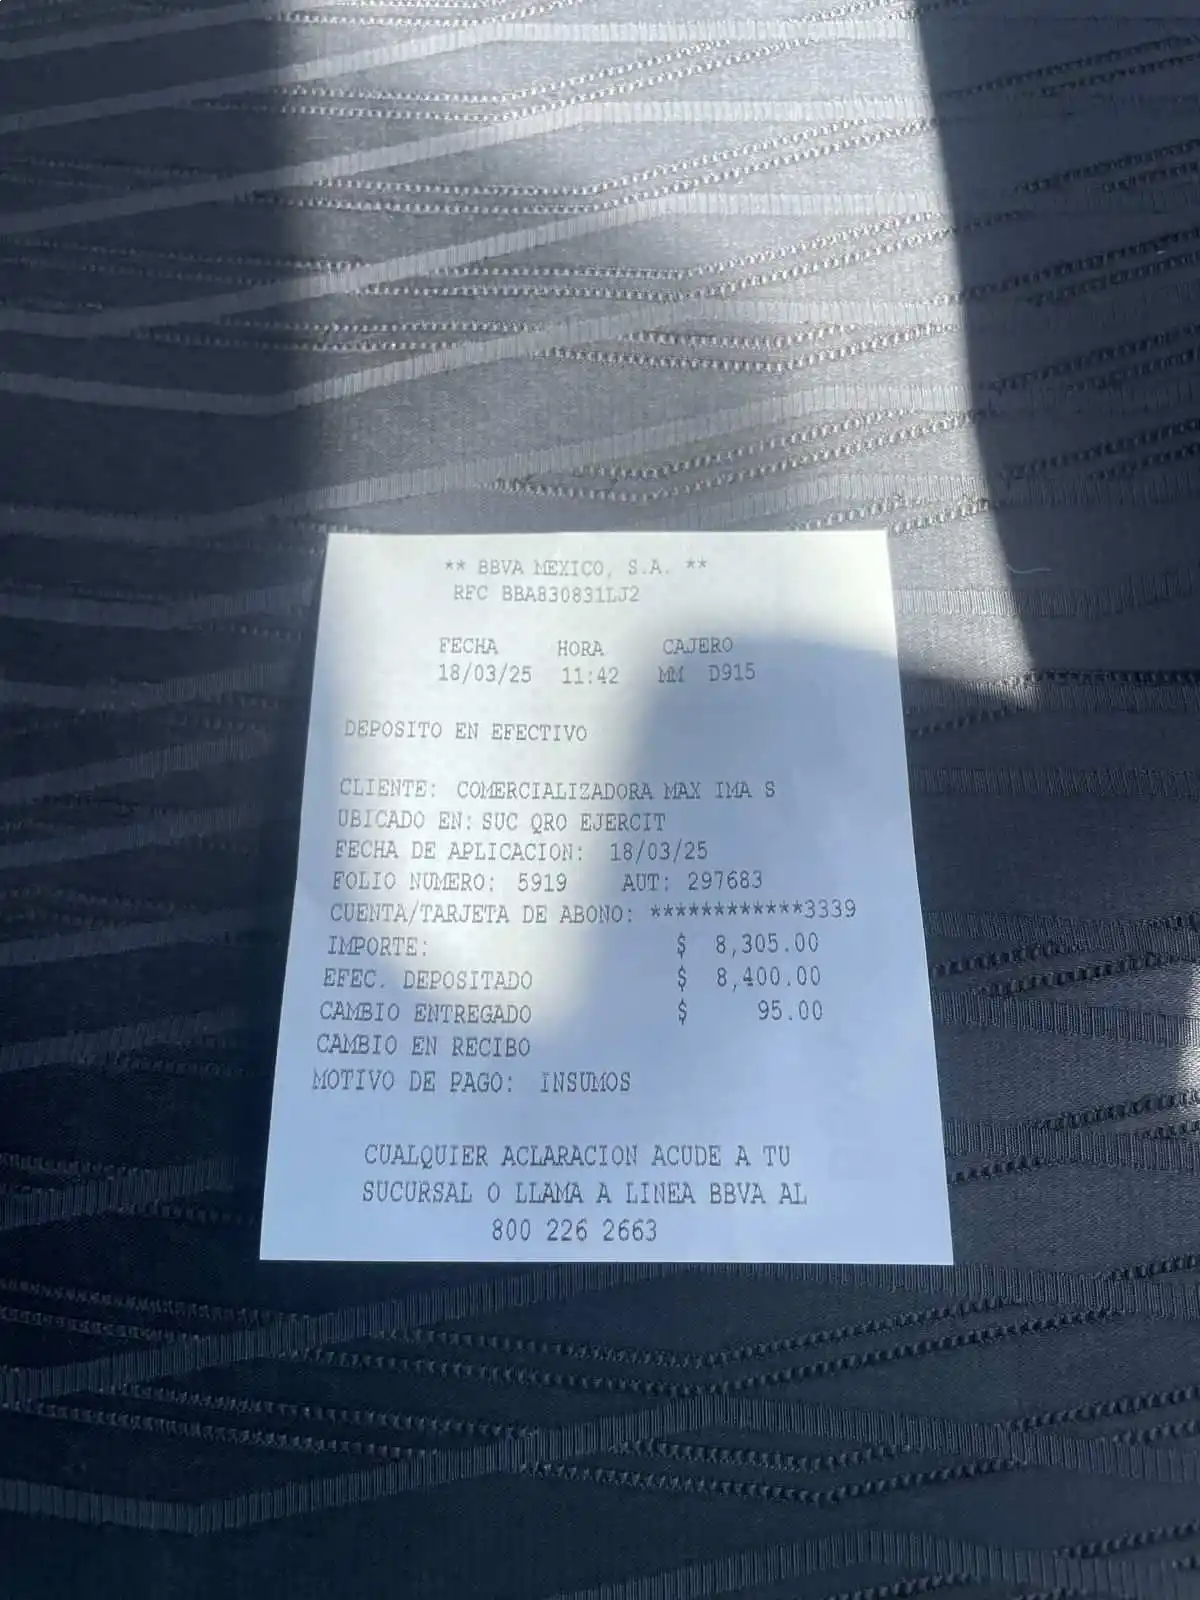 ** BBVA MEXICO, S.A. **
RFC BBA830831LJ2
FECHA HORA CAJERO
18/03/25 11:42 MM D915
DEPOSITO EN EFECTIVO
CLIENTE: COMERCIALIZADORA MAX IMA S
UBICADO EN: SUC QRO EJERCIT
FECHA DE APLICACION: 18/03/25
FOLIO NUMERO: 5919 AUT: 297683
CUENTA/TARJETA DE ABONO: ************3339
IMPORTE: $ 8,305.00
EFEC. DEPOSITADO $ 8,400.00
CAMBIO ENTREGADO $ 95.00
CAMBIO EN RECIBO
MOTIVO DE PAGO: INSUMOS
CUALQUIER ACLARACION ACUDE A TU
SUCURSAL O LLAMA A LINEA BBVA AL
800 226 2663